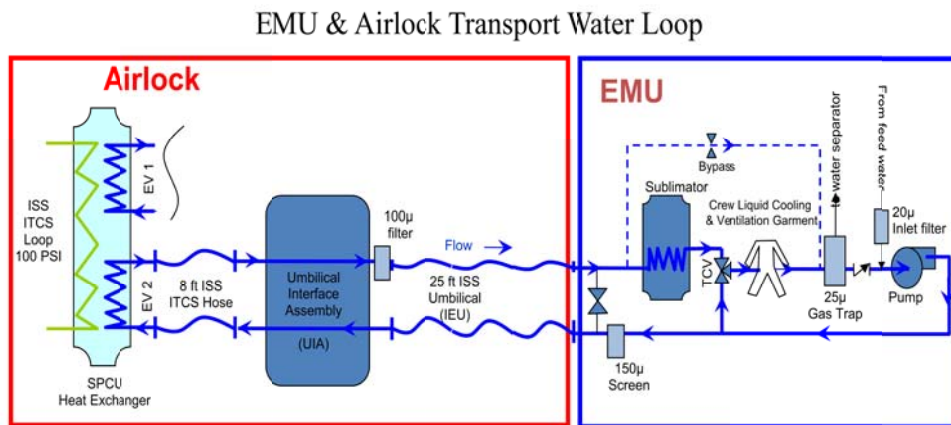 EMU & Airlock Transport Water Loop
Airlock
EMU
ISS
ITCS
Loop
100 PSI
EV 1
EV 2
SPCU
Heat Exchanger
8 ft ISS
ITCS Hose
Umbilical
Interface
Assembly
(UIA)
100µ
filter
Flow
25 ft ISS
Umbilical
(IEU)
Bypass
Sublimator
TCV
Crew Liquid Cooling
& Ventilation Garment
to water separator
From feed water
20µ
Inlet filter
25µ
Gas Trap
Pump
150µ
Screen